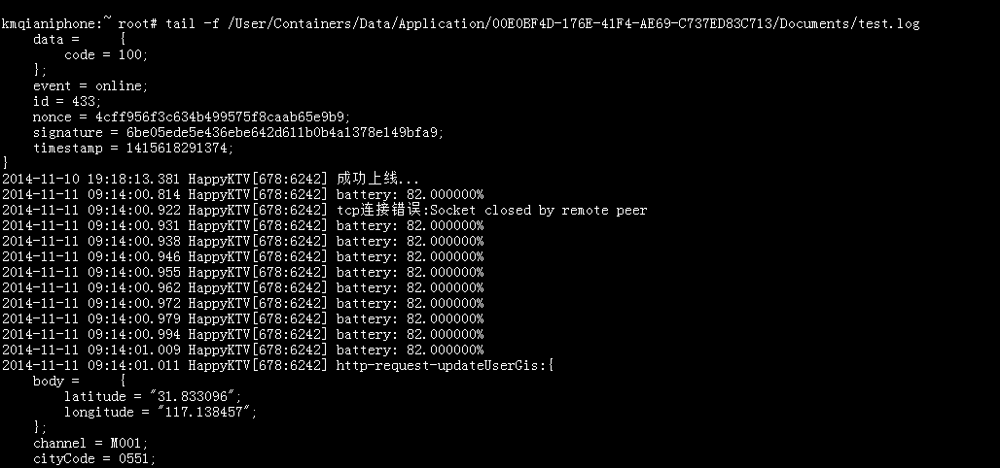 kmqianiphone:~ root# tail -f /User/Containers/Data/Application/00E0BF4D-176E-41F4-AE69-C737ED83C713/Documents/test.log
data =     {
code = 100;
};
event = online;
id = 433;
nonce = 4cff956f3c634b499575f8caab65e9b9;
signature = 6be05ede5e436ebe642d611b0b4a1378e149bfa9;
timestamp = 1415618291374;
}
2014-11-10 19:18:13.381 HappyKTV[678:6242] 成功上线...
2014-11-11 09:14:00.814 HappyKTV[678:6242] battery: 82.000000%
2014-11-11 09:14:00.922 HappyKTV[678:6242] tcp连接错误:Socket closed by remote peer
2014-11-11 09:14:00.931 HappyKTV[678:6242] battery: 82.000000%
2014-11-11 09:14:00.938 HappyKTV[678:6242] battery: 82.000000%
2014-11-11 09:14:00.946 HappyKTV[678:6242] battery: 82.000000%
2014-11-11 09:14:00.955 HappyKTV[678:6242] battery: 82.000000%
2014-11-11 09:14:00.962 HappyKTV[678:6242] battery: 82.000000%
2014-11-11 09:14:00.972 HappyKTV[678:6242] battery: 82.000000%
2014-11-11 09:14:00.979 HappyKTV[678:6242] battery: 82.000000%
2014-11-11 09:14:00.994 HappyKTV[678:6242] battery: 82.000000%
2014-11-11 09:14:01.009 HappyKTV[678:6242] battery: 82.000000%
2014-11-11 09:14:01.011 HappyKTV[678:6242] http-request-updateUserGis:{
body =     {
latitude = "31.833096";
longitude = "117.138457";
};
channel = M001;
cityCode = 0551;